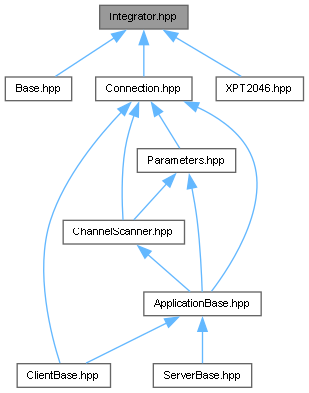 Integrator.hpp
Base.hpp
Connection.hpp
XPT2046.hpp
Parameters.hpp
ChannelScanner.hpp
ApplicationBase.hpp
ClientBase.hpp
ServerBase.hpp